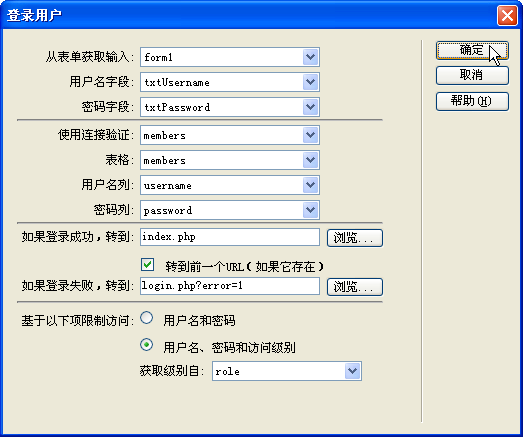 登录用户
从表单获取输入: form1
用户名字段: txtUsername
密码字段: txtPassword
使用连接验证: members
表格: members
用户名列: username
密码列: password
如果登录成功，转到: index.php 浏览...
转到前一个URL(如果它存在)
如果登录失败，转到: login.php?error=1 浏览...
基于以下项限制访问: 用户名和密码
用户名、密码和访问级别
获取级别自: role
确定
取消
帮助(H)